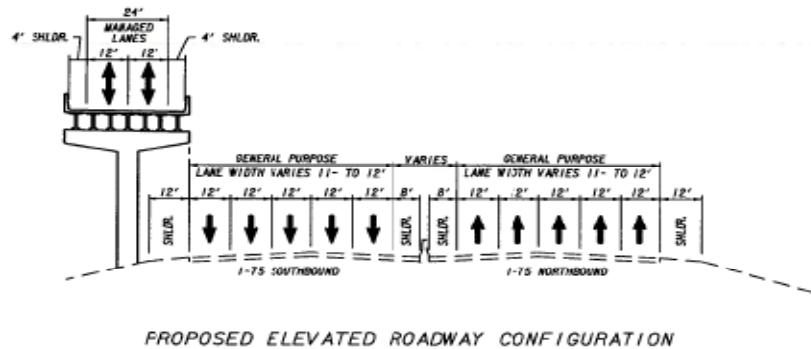 24'
MANAGED
LANES
4' SHLDR. 12' 12' 4' SHLDR.
GENERAL PURPOSE VARIES GENERAL PURPOSE
LANE WIDTH VARIES 11- TO 12' LANE WIDTH VARIES 11- TO 12'
12' 12' 12' 12' 12' 12' 8' 8' 12' 12' 12' 12' 12' 12'
SHLDR. SHLDR. SHLDR. SHLDR.
I-75 SOUTHBOUND I-75 NORTHBOUND
PROPOSED ELEVATED ROADWAY CONFIGURATION